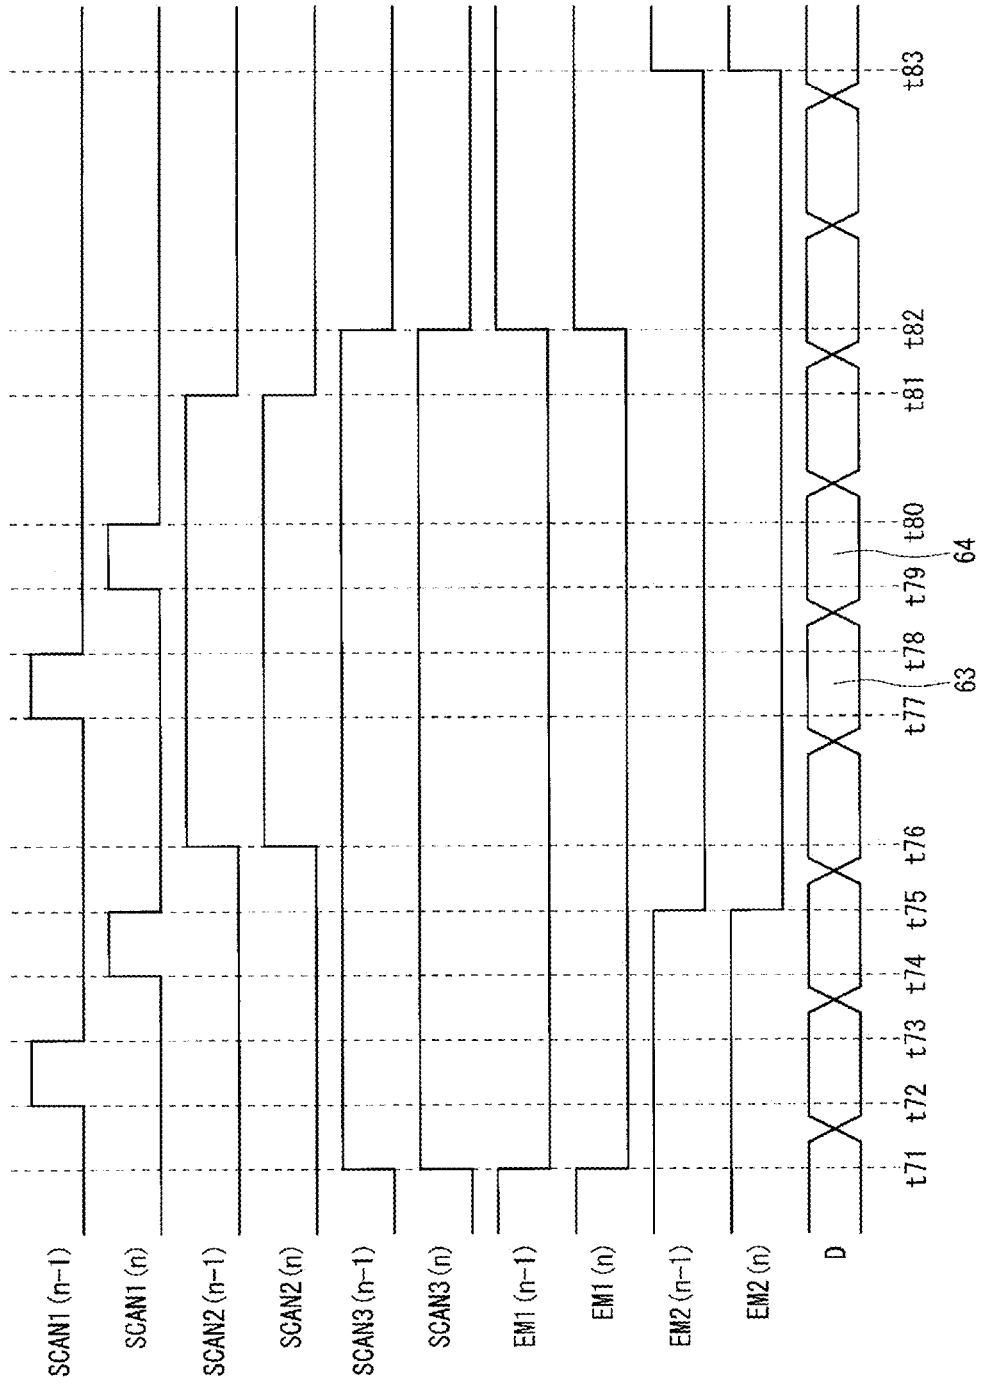 SCAN1(n-1)
SCAN1(n)
SCAN2(n-1)
SCAN2(n)
SCAN3(n-1)
SCAN3(n)
EM1(n-1)
EM1(n)
EM2(n-1)
EM2(n)
D
t71
t72
t73
t74
t75
t76
t77
t78
t79
t80
t81
t82
t83
63
64